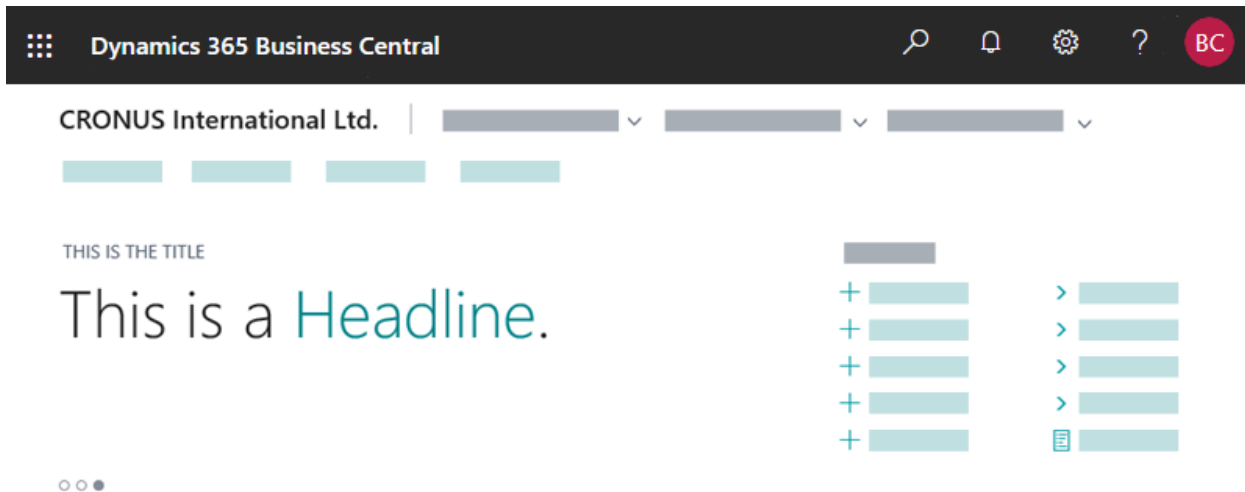 Dynamics 365 Business Central
?
BC
CRONUS International Ltd.
THIS IS THE TITLE
This is a Headline.